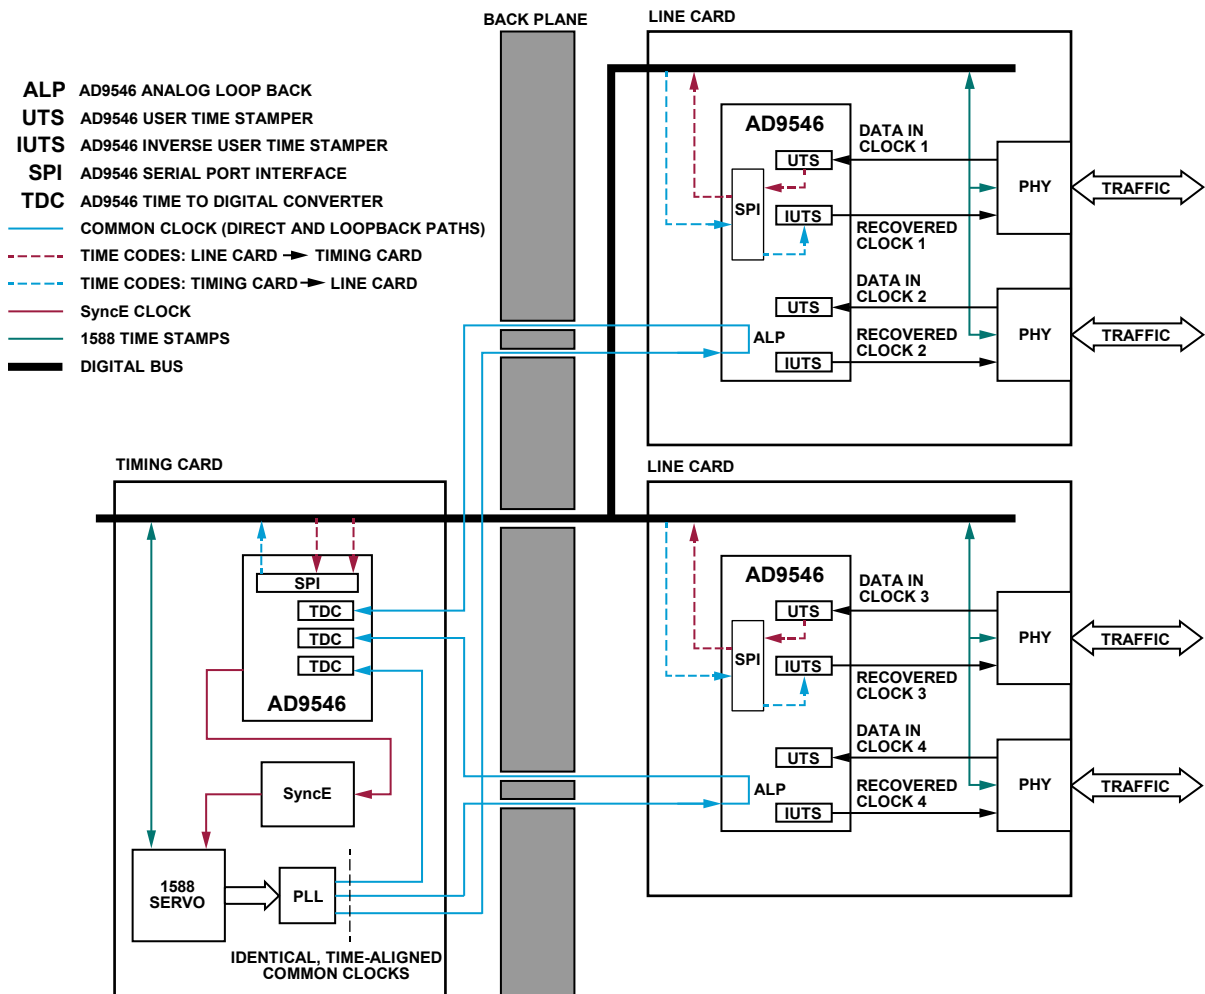 BACK PLANE
LINE CARD
ALP AD9546 ANALOG LOOP BACK
UTS AD9546 USER TIME STAMPER
IUTS AD9546 INVERSE USER TIME STAMPER
SPI AD9546 SERIAL PORT INTERFACE
TDC AD9546 TIME TO DIGITAL CONVERTER
COMMON CLOCK (DIRECT AND LOOPBACK PATHS)
TIME CODES: LINE CARD → TIMING CARD
TIME CODES: TIMING CARD → LINE CARD
SyncE CLOCK
1588 TIME STAMPS
DIGITAL BUS
AD9546
UTS
SPI
IUTS
DATA IN
CLOCK 1
RECOVERED
CLOCK 1
PHY
TRAFFIC
UTS
ALP
IUTS
DATA IN
CLOCK 2
RECOVERED
CLOCK 2
PHY
TRAFFIC
TIMING CARD
SPI
TDC
TDC
TDC
AD9546
SyncE
1588
SERVO
PLL
IDENTICAL, TIME-ALIGNED
COMMON CLOCKS
LINE CARD
AD9546
UTS
SPI
IUTS
DATA IN
CLOCK 3
RECOVERED
CLOCK 3
PHY
TRAFFIC
UTS
ALP
IUTS
DATA IN
CLOCK 4
RECOVERED
CLOCK 4
PHY
TRAFFIC